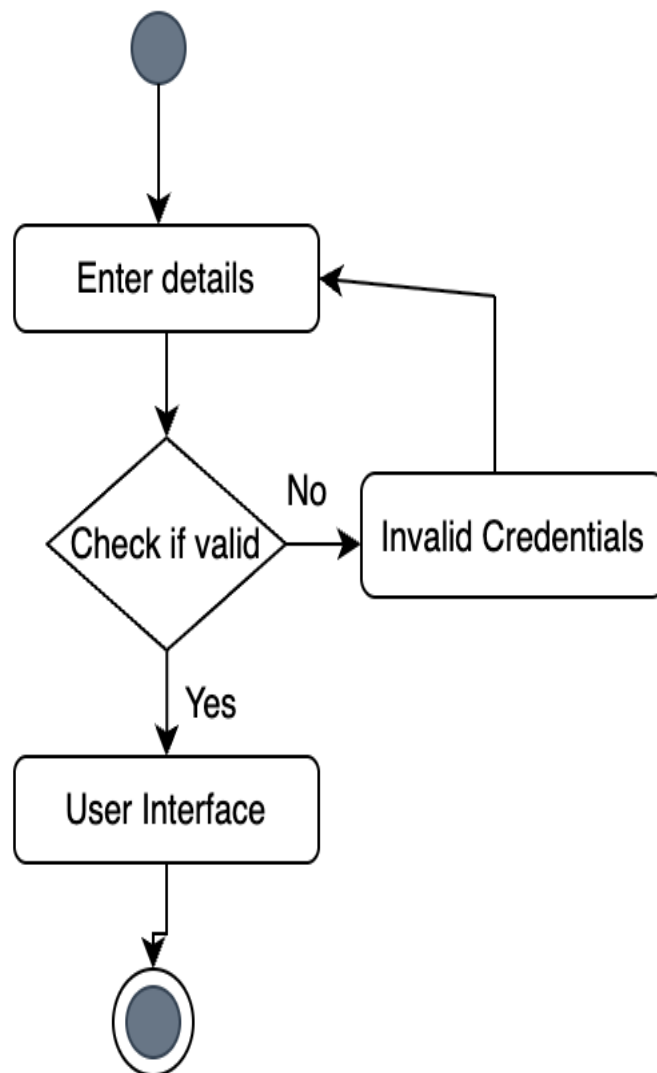 Enter details
No
Check if valid
Invalid Credentials
Yes
User Interface